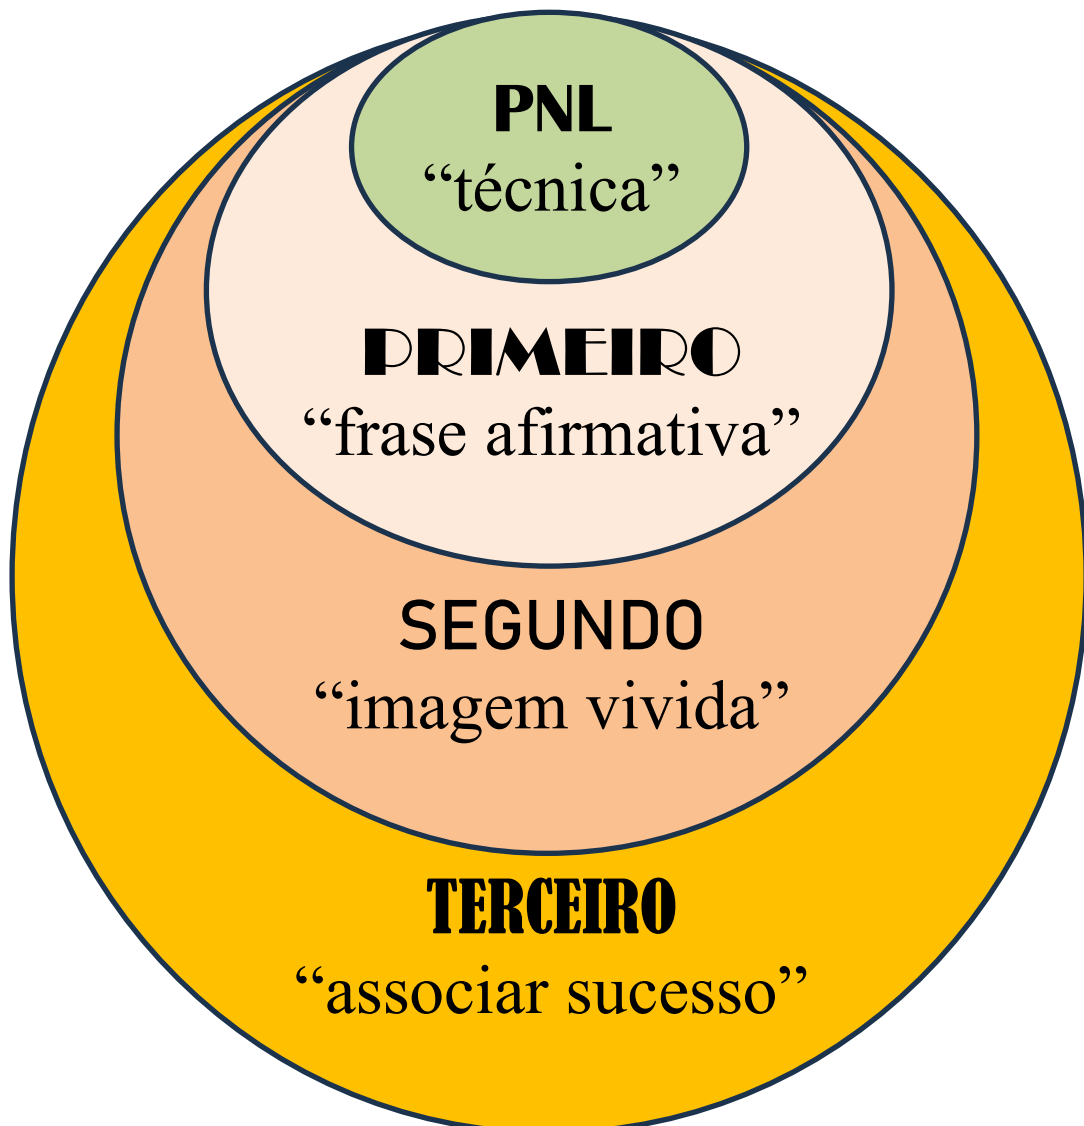 PNL
“técnica”
PRIMEIRO
“frase afirmativa”
SEGUNDO
“imagem vivida”
TERCEIRO
“associar sucesso”